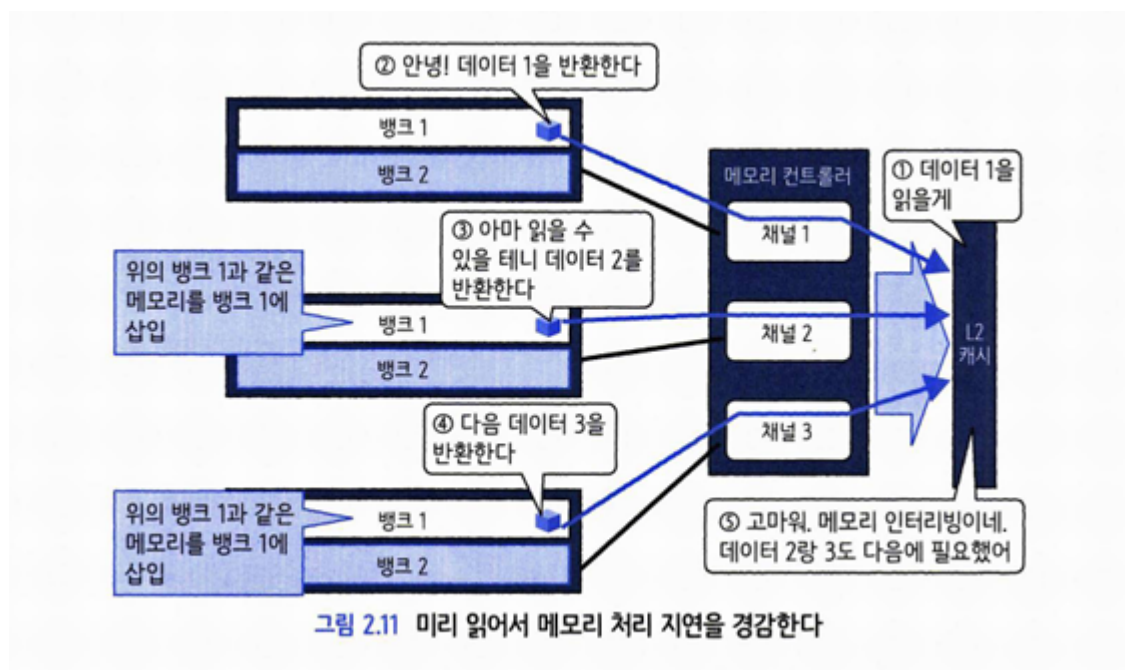 ② 안녕! 데이터 1을 반환한다
뱅크 1
뱅크 2
메모리 컨트롤러
① 데이터 1을
읽을게
채널 1
③ 아마 읽을 수
있을 테니 데이터 2를
반환한다
위의 뱅크 1과 같은
메모리를 뱅크 1에
삽입
뱅크 1
뱅크 2
채널 2
L2
캐시
④ 다음 데이터 3을
반환한다
채널 3
위의 뱅크 1과 같은
메모리를 뱅크 1에
삽입
뱅크 1
뱅크 2
⑤ 고마워. 메모리 인터리빙이네.
데이터 2랑 3도 다음에 필요했어
그림 2.11 미리 읽어서 메모리 처리 지연을 경감한다